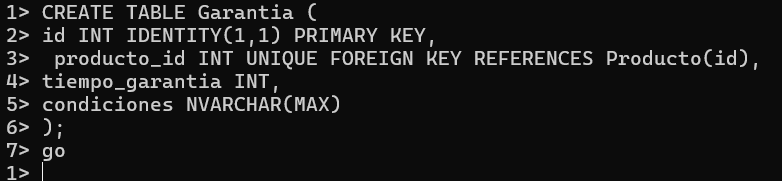 1> CREATE TABLE Garantia (
2> id INT IDENTITY(1,1) PRIMARY KEY,
3>  producto_id INT UNIQUE FOREIGN KEY REFERENCES Producto(id),
4> tiempo_garantia INT,
5> condiciones NVARCHAR(MAX)
6> );
7> go
1>